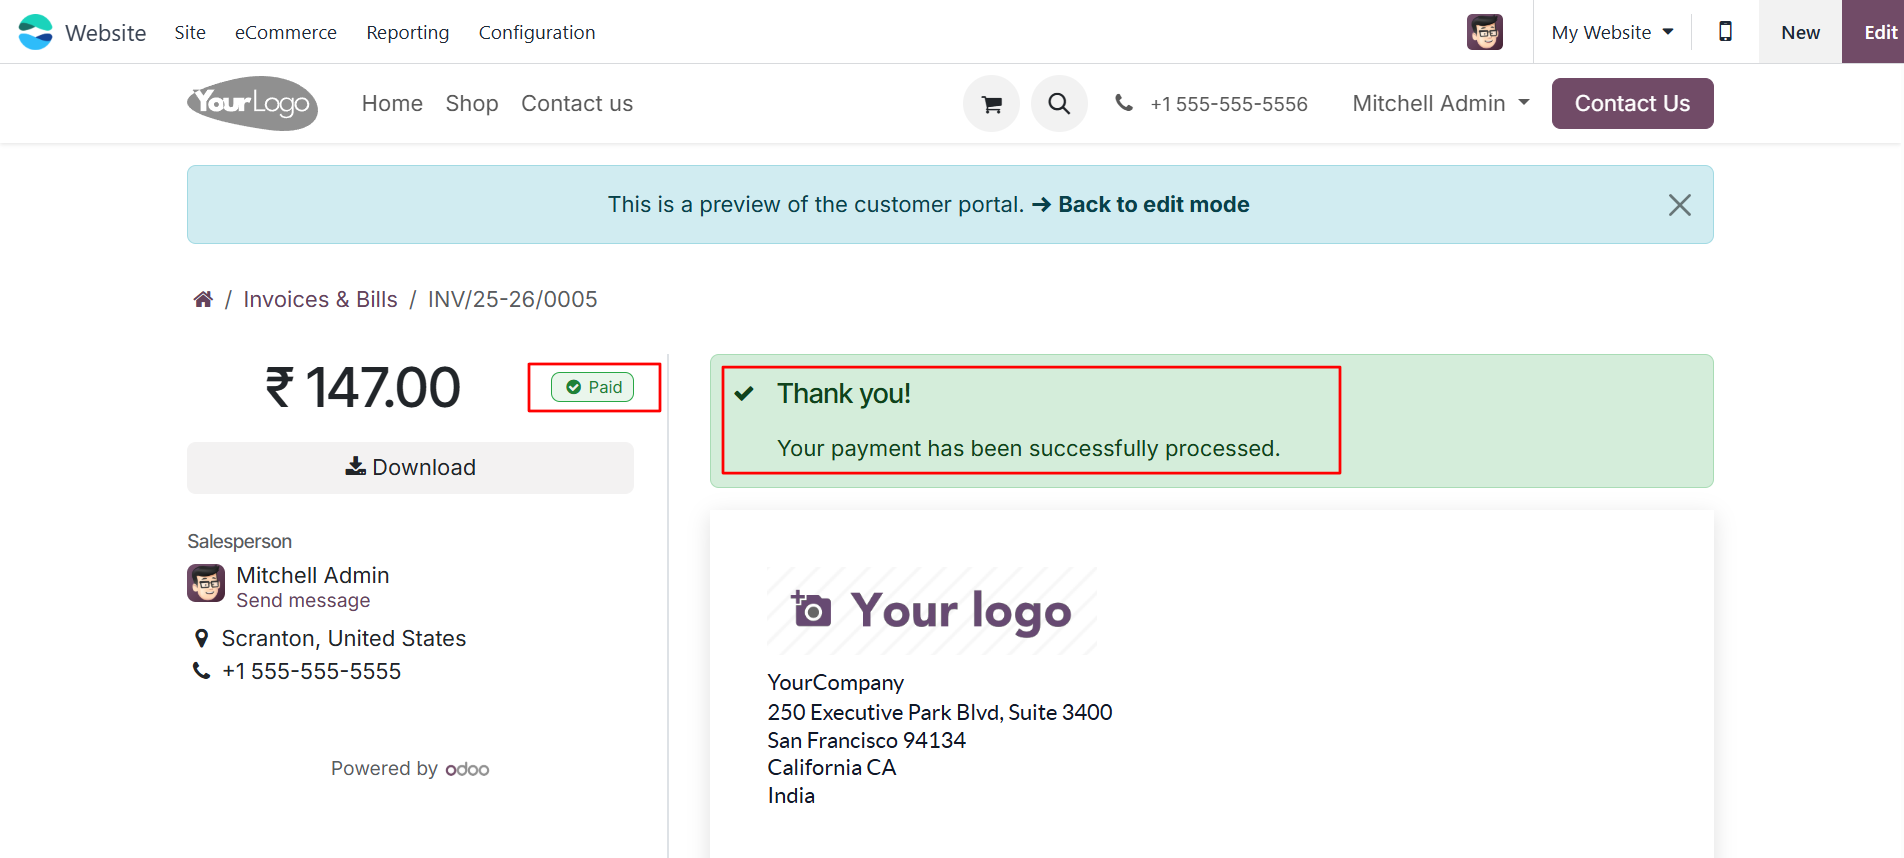 Website Site eCommerce Reporting Configuration My Website New Edit
YourLogo Home Shop Contact us +1 555-555-5556 Mitchell Admin Contact Us
This is a preview of the customer portal. → Back to edit mode
/ Invoices & Bills / INV/25-26/0005
₹ 147.00 Paid
Download
Salesperson
Mitchell Admin
Send message
Scranton, United States
+1 555-555-5555
Powered by odoo
Thank you!
Your payment has been successfully processed.
Your logo
YourCompany
250 Executive Park Blvd, Suite 3400
San Francisco 94134
California CA
India